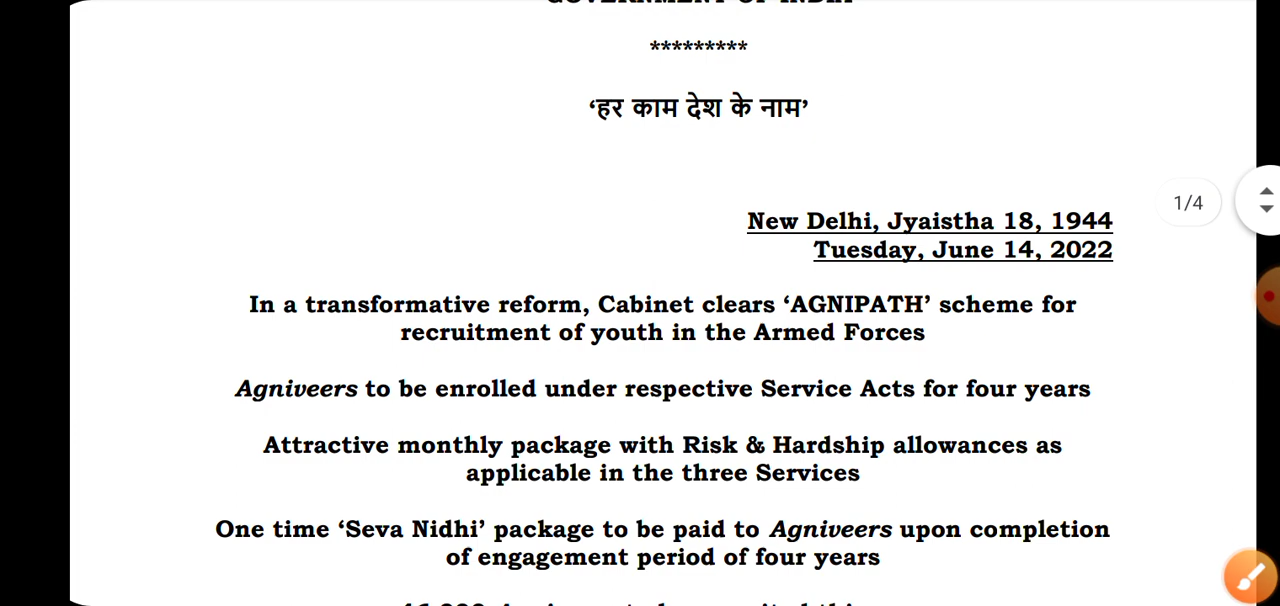 *********
‘हर काम देश के नाम’
1/4
New Delhi, Jyaistha 18, 1944
Tuesday, June 14, 2022
In a transformative reform, Cabinet clears ‘AGNIPATH’ scheme for
recruitment of youth in the Armed Forces
Agniveers to be enrolled under respective Service Acts for four years
Attractive monthly package with Risk & Hardship allowances as
applicable in the three Services
One time ‘Seva Nidhi’ package to be paid to Agniveers upon completion
of engagement period of four years